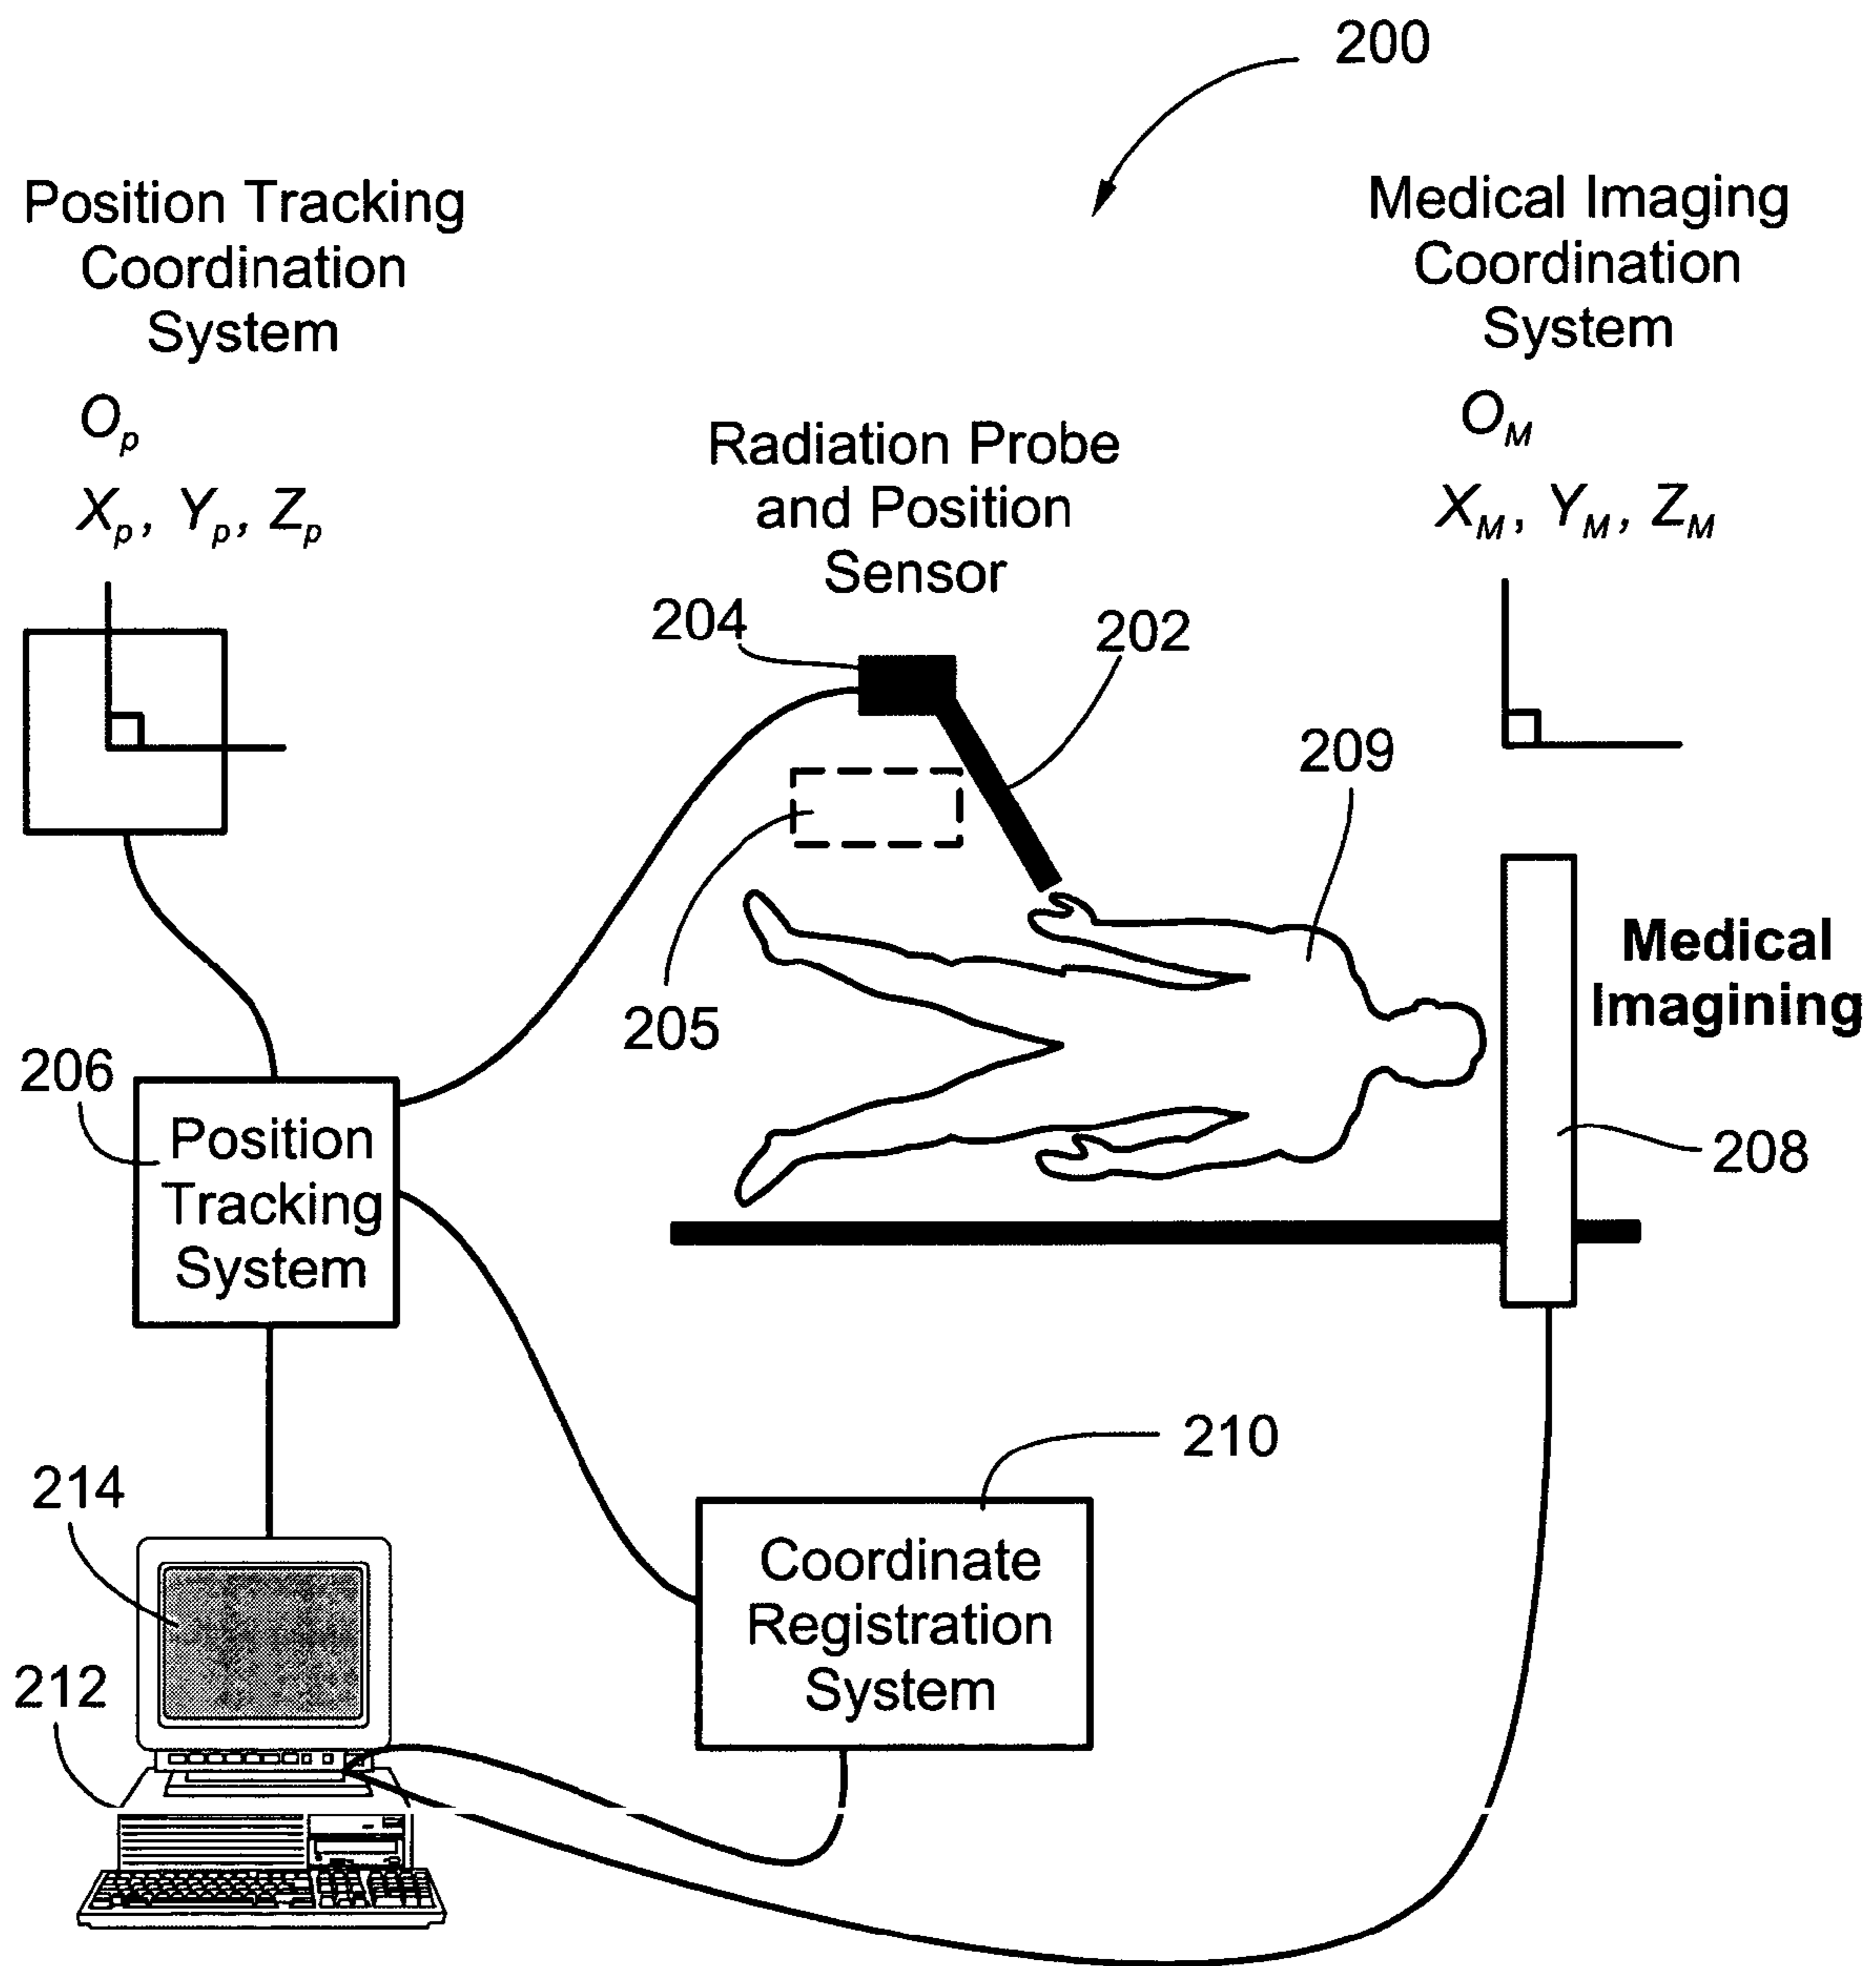 200
Position Tracking
Coordination
System
Medical Imaging
Coordination
System
Op
Xp, Yp, Zp
OM
XM, YM, ZM
Radiation Probe
and Position
Sensor
204
202
209
205
Medical
Imagining
206
Position
Tracking
System
208
210
214
Coordinate
Registration
System
212